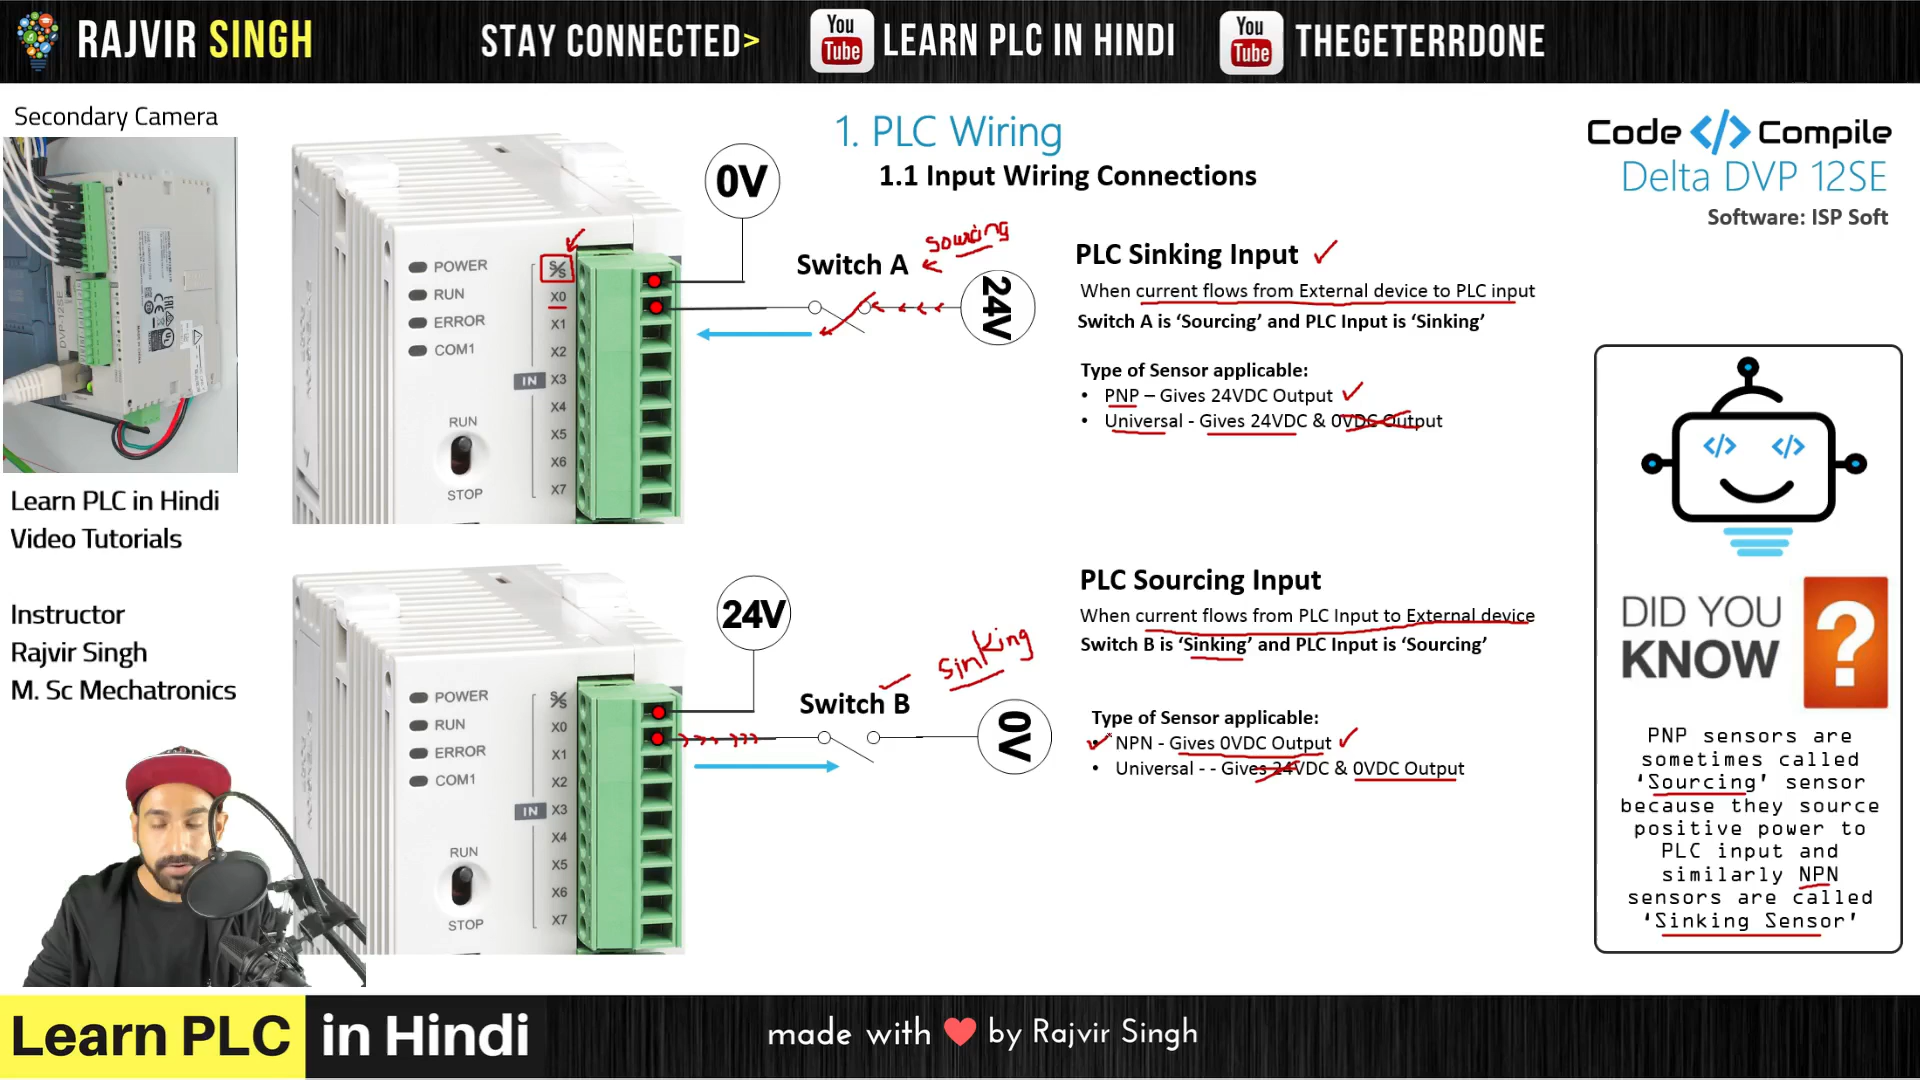 RAJVIR SINGH
STAY CONNECTED>
You Tube
LEARN PLC IN HINDI
You Tube
THEGETERRDONE
Secondary Camera
Learn PLC in Hindi
Video Tutorials
Instructor
Rajvir Singh
M. Sc Mechatronics
1. PLC Wiring
1.1 Input Wiring Connections
Code </> Compile
Delta DVP 12SE
Software: ISP Soft
POWER
RUN
ERROR
COM1
S/S
X0
X1
X2
IN X3
X4
X5
X6
X7
RUN
STOP
0V
Switch A
Sourcing
24V
PLC Sinking Input
When current flows from External device to PLC input
Switch A is ‘Sourcing’ and PLC Input is ‘Sinking’
Type of Sensor applicable:
• PNP – Gives 24VDC Output
• Universal - Gives 24VDC & 0VDC Output
POWER
RUN
ERROR
COM1
S/S
X0
X1
X2
IN X3
X4
X5
X6
X7
RUN
STOP
24V
Switch B
Sinking
0V
PLC Sourcing Input
When current flows from PLC Input to External device
Switch B is ‘Sinking’ and PLC Input is ‘Sourcing’
Type of Sensor applicable:
• NPN - Gives 0VDC Output
• Universal - - Gives 24VDC & 0VDC Output
</> </>
DID YOU
KNOW ?
PNP sensors are
sometimes called
‘Sourcing’ sensor
because they source
positive power to
PLC input and
similarly NPN
sensors are called
‘Sinking Sensor’
Learn PLC in Hindi
made with ❤ by Rajvir Singh